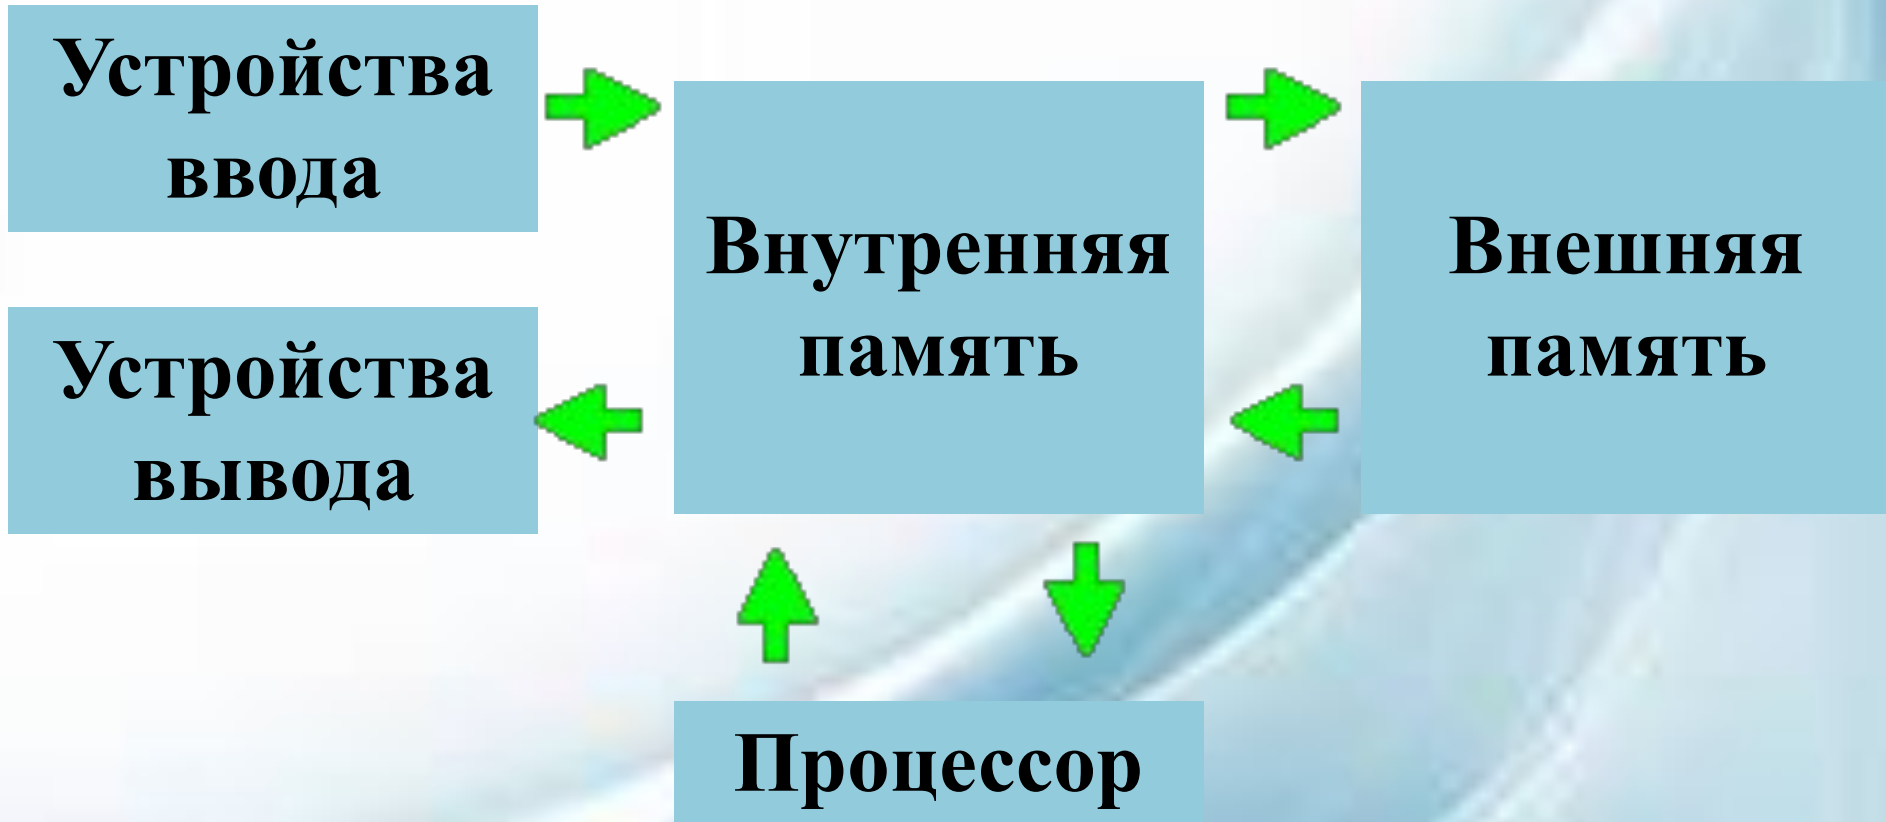 Устройства
ввода
Внутренняя
память
Внешняя
память
Устройства
вывода
Процессор